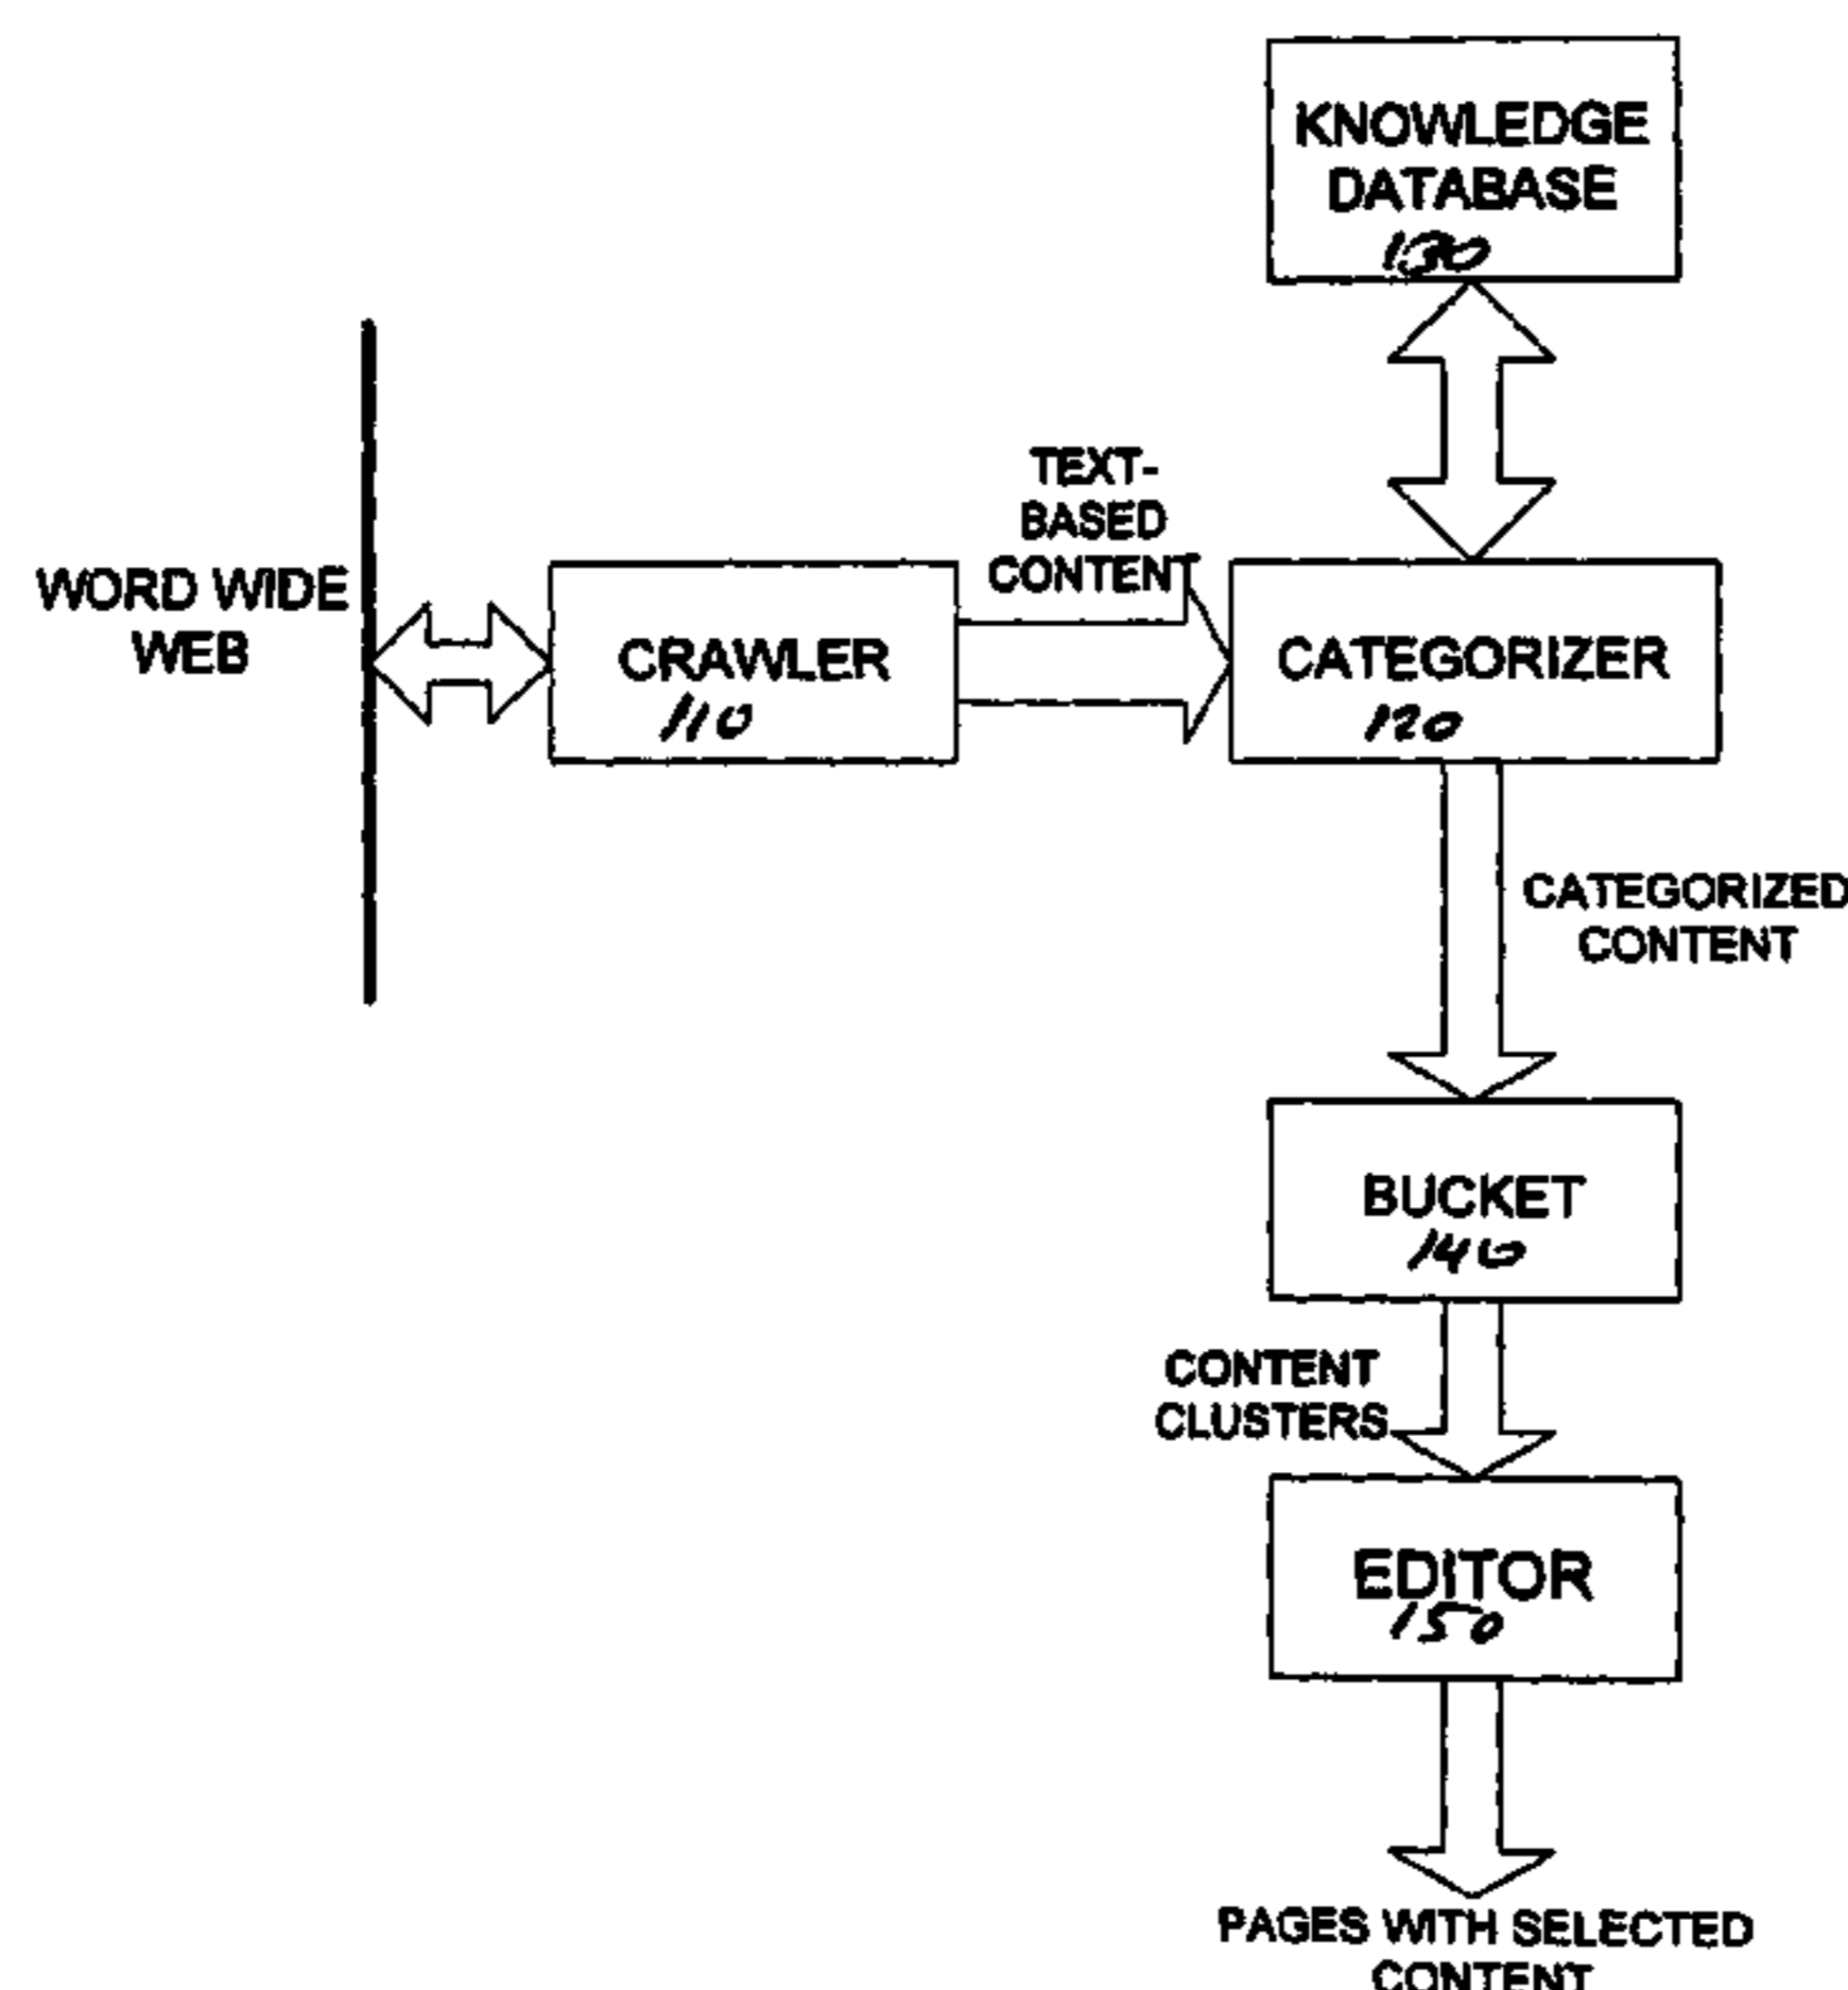 KNOWLEDGE
DATABASE
130
WORD WIDE
WEB
CRAWLER
110
TEXT-
BASED
CONTENT
CATEGORIZER
120
CATEGORIZED
CONTENT
BUCKET
140
CONTENT
CLUSTERS
EDITOR
150
PAGES WITH SELECTED
CONTENT